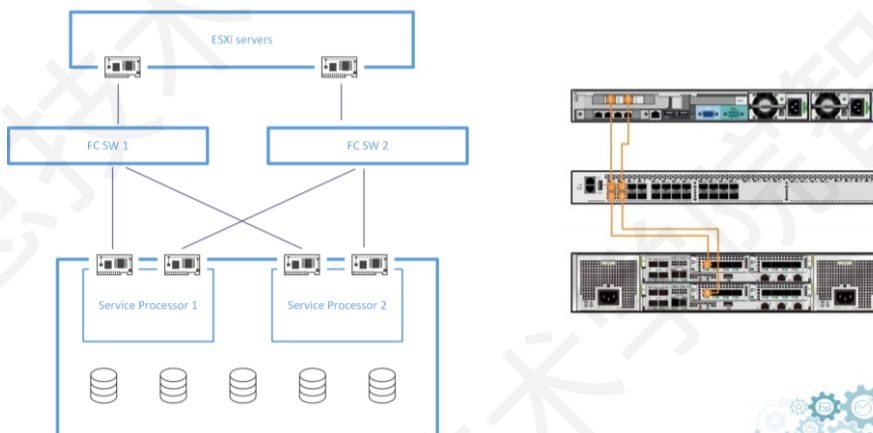 ESXi servers
FC SW 1
FC SW 2
Service Processor 1
Service Processor 2